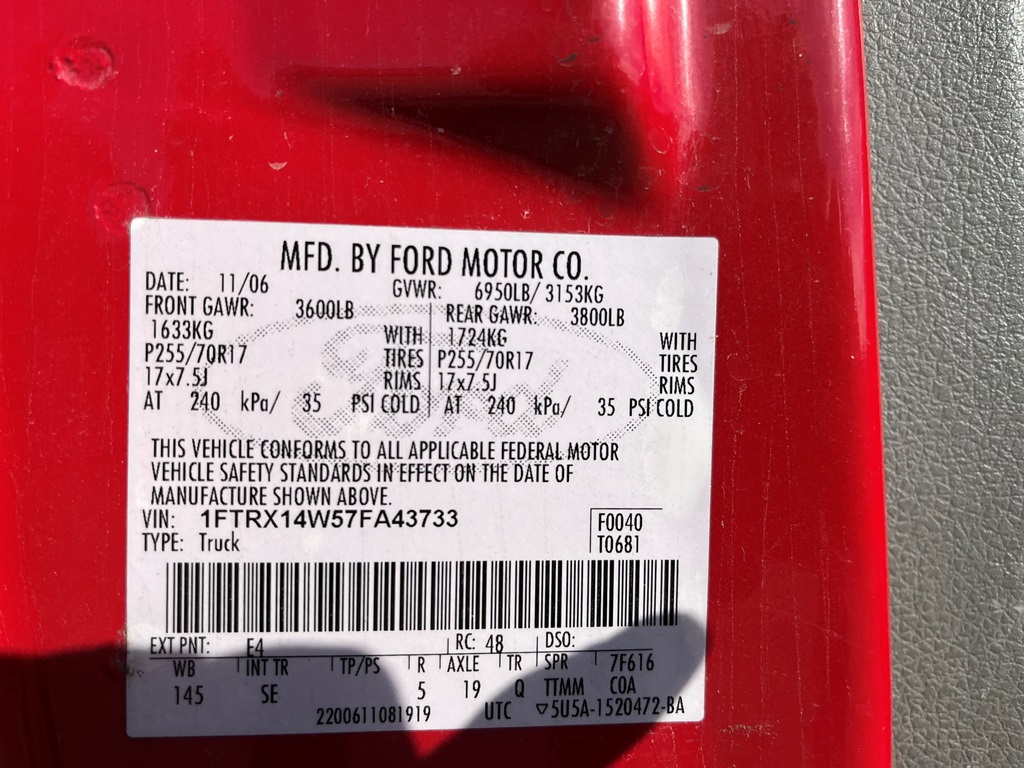 MFD. BY FORD MOTOR CO.
DATE: 11/06 GVWR: 6950LB/ 3153KG
FRONT GAWR: 3600LB REAR GAWR: 3800LB
1633KG WITH 1724KG WITH
P255/70R17 TIRES P255/70R17 TIRES
17x7.5J RIMS 17x7.5J RIMS
AT 240 kPa/ 35 PSI COLD AT 240 kPa/ 35 PSI COLD
Ford
THIS VEHICLE CONFORMS TO ALL APPLICABLE FEDERAL MOTOR
VEHICLE SAFETY STANDARDS IN EFFECT ON THE DATE OF
MANUFACTURE SHOWN ABOVE.
VIN: 1FTRX14W57FA43733 F0040
TYPE: Truck T0681
EXT PNT: E4 RC: 48 DSO:
WB INT TR TP/PS R AXLE TR SPR 7F616
145 SE 5 19 Q TTMM COA
2200611081919 UTC ▽5U5A-1520472-BA